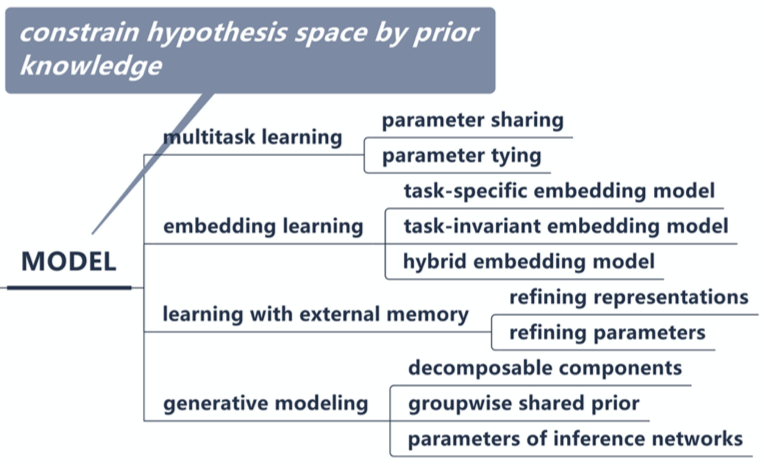 constrain hypothesis space by prior
knowledge
MODEL
multitask learning
parameter sharing
parameter tying
embedding learning
task-specific embedding model
task-invariant embedding model
hybrid embedding model
learning with external memory
refining representations
refining parameters
generative modeling
decomposable components
groupwise shared prior
parameters of inference networks